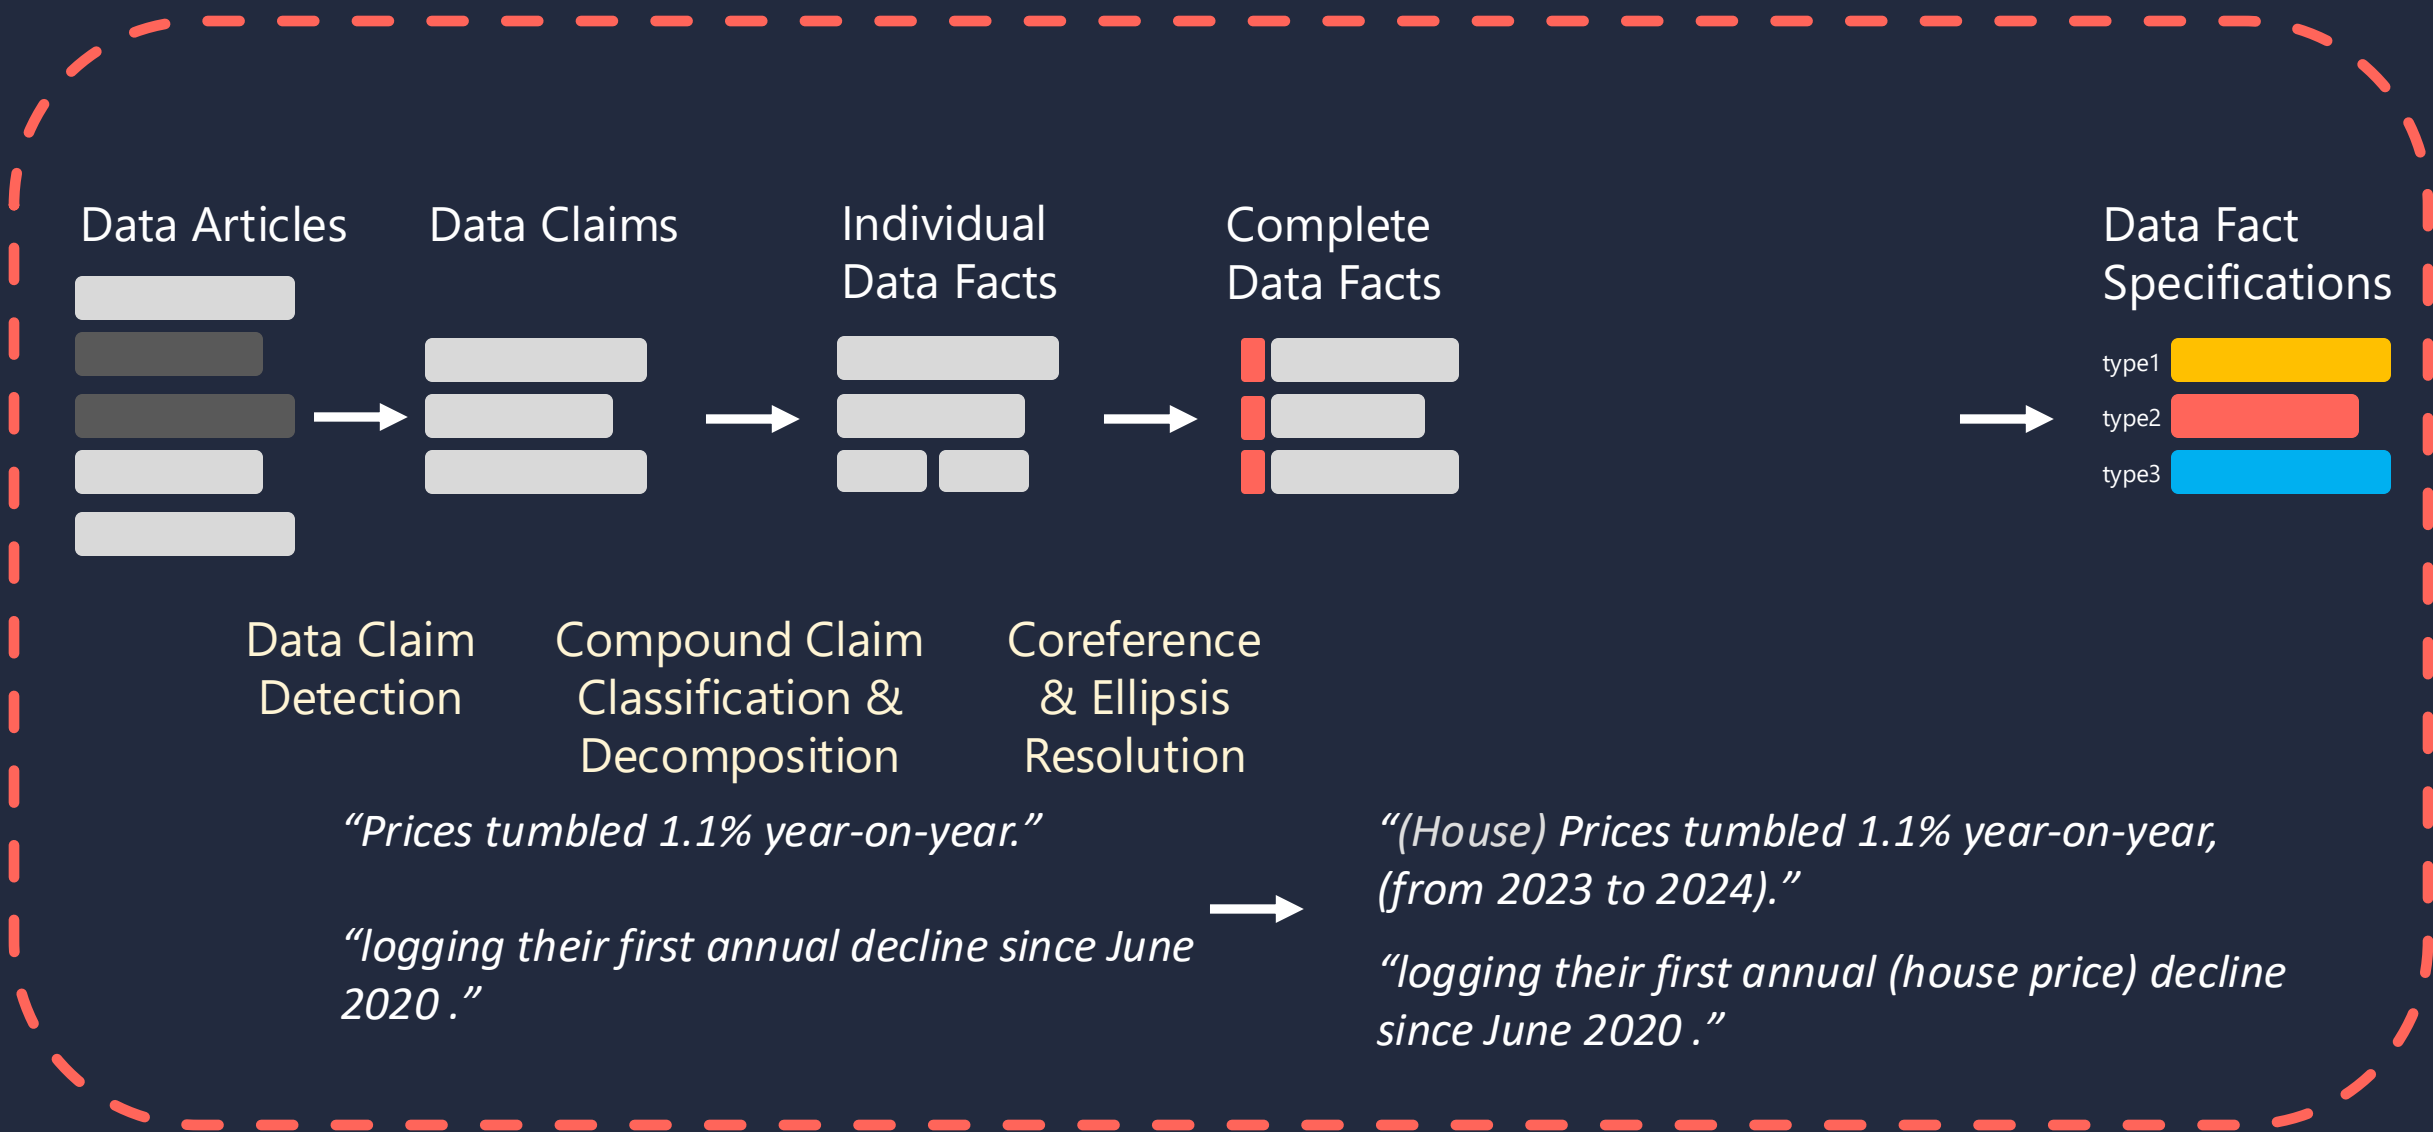 Data Articles
Data Claims
Individual
Data Facts
Complete
Data Facts
Data Fact
Specifications
type1
type2
type3
Data Claim
Detection
Compound Claim
Classification &
Decomposition
Coreference
& Ellipsis
Resolution
“Prices tumbled 1.1% year-on-year.”
“logging their first annual decline since June
2020 .”
“(House) Prices tumbled 1.1% year-on-year,
(from 2023 to 2024).”
“logging their first annual (house price) decline
since June 2020 .”